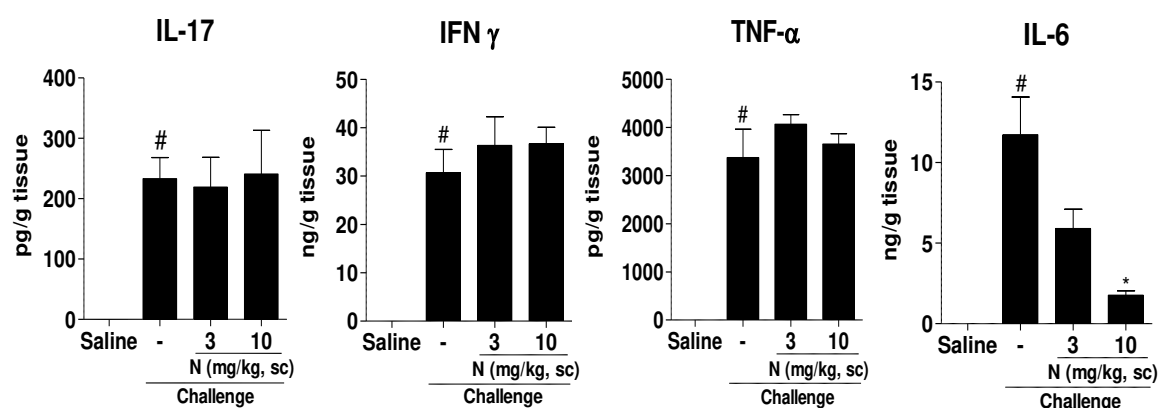 IL-17
pg/g tissue
400
300
200
100
0
#
Saline - 3 10
N (mg/kg, sc)
Challenge
IFN γ
ng/g tissue
50
40
30
20
10
0
#
Saline - 3 10
N (mg/kg, sc)
Challenge
TNF-α
pg/g tissue
5000
4000
3000
2000
1000
0
#
Saline - 3 10
N (mg/kg, sc)
Challenge
IL-6
ng/g tissue
15
10
5
0
#
*
Saline - 3 10
N (mg/kg, sc)
Challenge